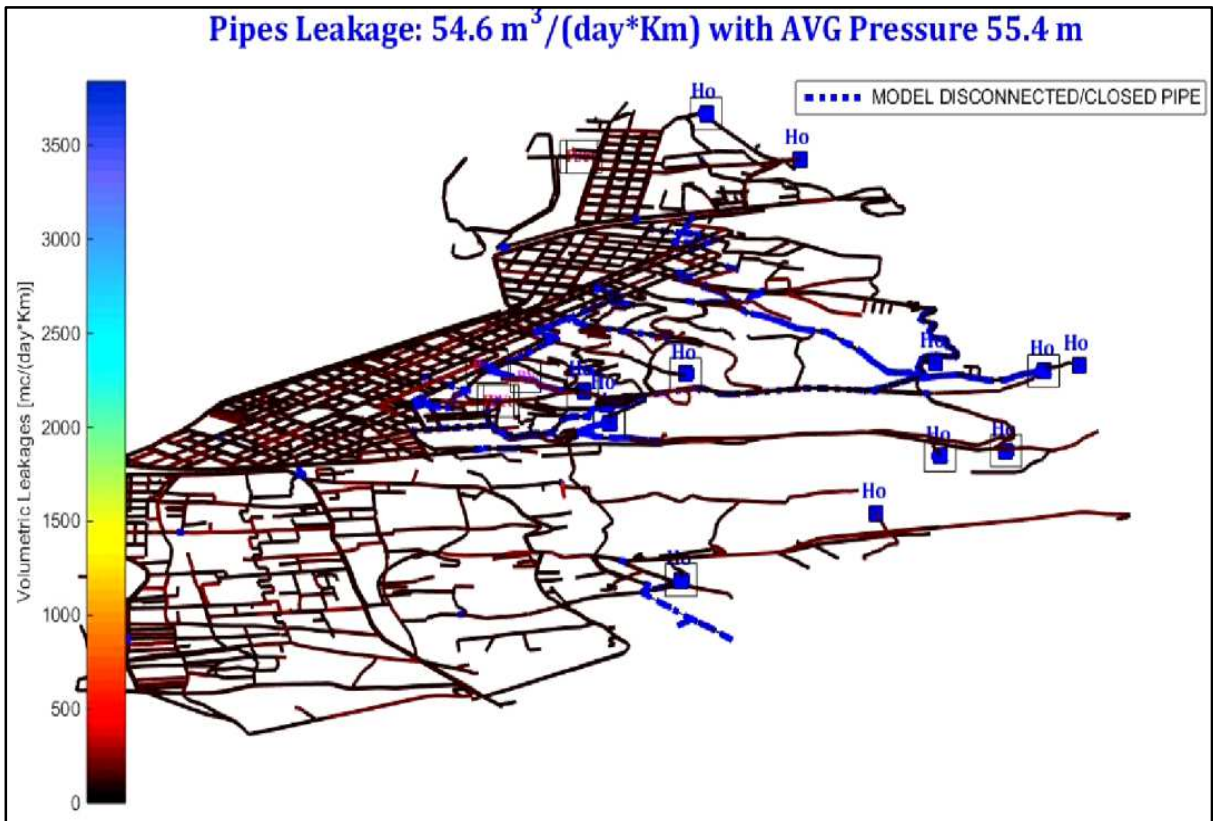 Pipes Leakage: 54.6 m³/(day*Km) with AVG Pressure 55.4 m
MODEL DISCONNECTED/CLOSED PIPE
Ho
Ho
Ho
Ho
Ho
Ho
Ho
Ho
Ho
Ho
Ho
Ho
Volumetric Leakages [mc/(day*Km)]
3500
3000
2500
2000
1500
1000
500
0